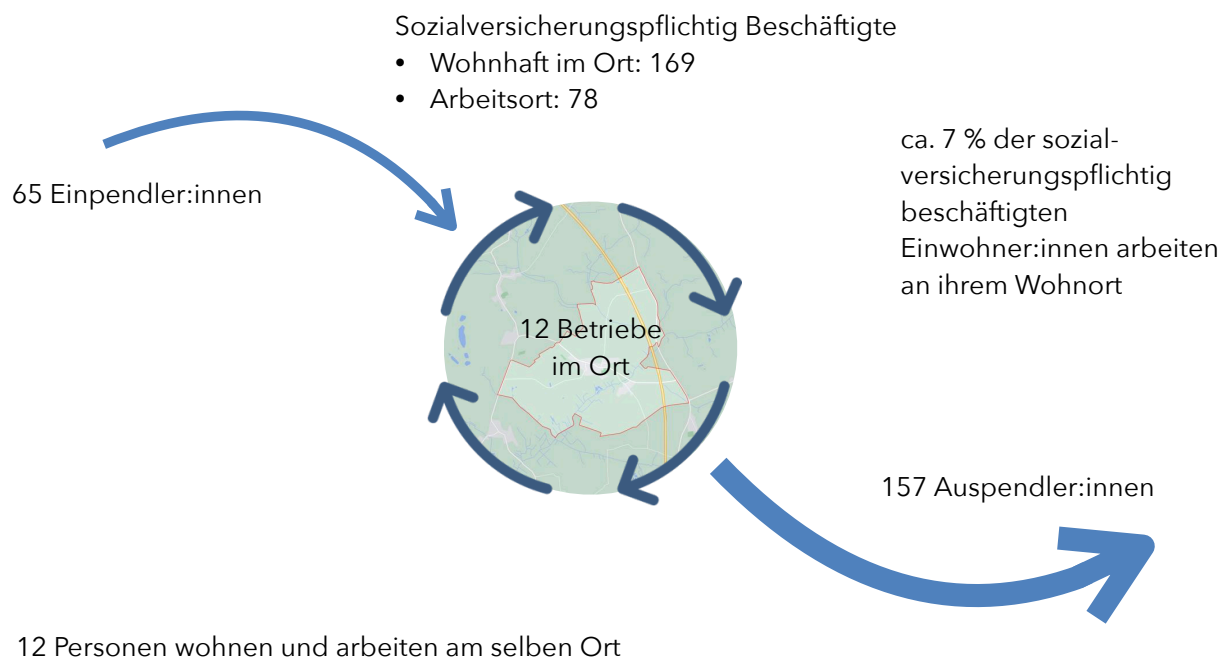 Sozialversicherungspflichtig Beschäftigte
• Wohnhaft im Ort: 169
• Arbeitsort: 78
65 Einpendler:innen
ca. 7 % der sozial-
versicherungspflichtig
beschäftigten
Einwohner:innen arbeiten
an ihrem Wohnort
12 Betriebe
im Ort
157 Auspendler:innen
12 Personen wohnen und arbeiten am selben Ort